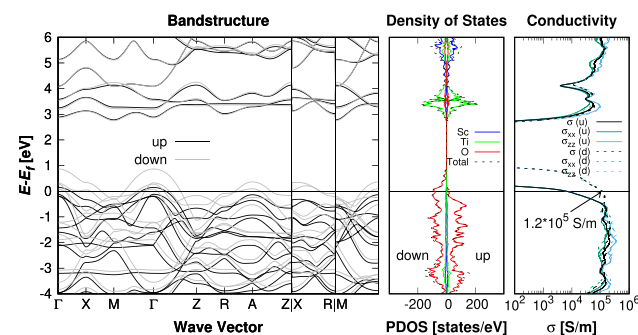 Bandstructure
Density of States
Conductivity
6
5
4
3
2
1
0
-1
-2
-3
-4
E-E_f [eV]
up
down
Γ X M Γ Z R A Z|X R|M
Wave Vector
Sc
Ti
O
Total
down up
-200 0 200
PDOS [states/eV]
σ (u)
σxx (u)
σzz (u)
σ (d)
σxx (d)
σzz (d)
1.2*10^5 S/m
10^2 10^3 10^4 10^5 10^6
σ [S/m]